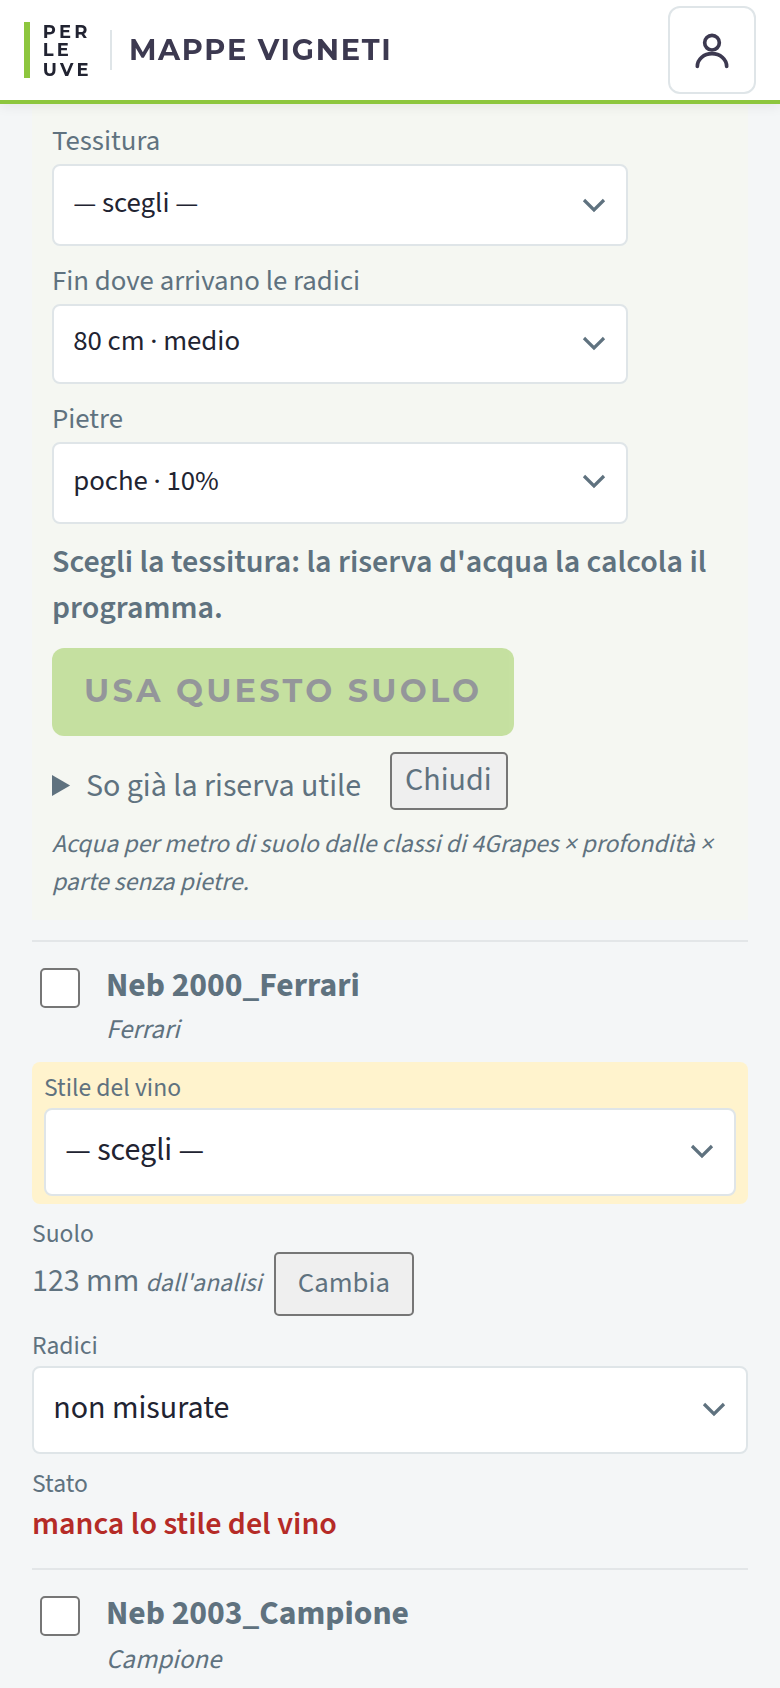 PER
LE
UVE
MAPPE VIGNETI
Tessitura
— scegli —
Fin dove arrivano le radici
80 cm · medio
Pietre
poche · 10%
Scegli la tessitura: la riserva d'acqua la calcola il
programma.
USA QUESTO SUOLO
So già la riserva utile
Chiudi
Acqua per metro di suolo dalle classi di 4Grapes × profondità ×
parte senza pietre.
Neb 2000_Ferrari
Ferrari
Stile del vino
— scegli —
Suolo
123 mm dall'analisi
Cambia
Radici
non misurate
Stato
manca lo stile del vino
Neb 2003_Campione
Campione